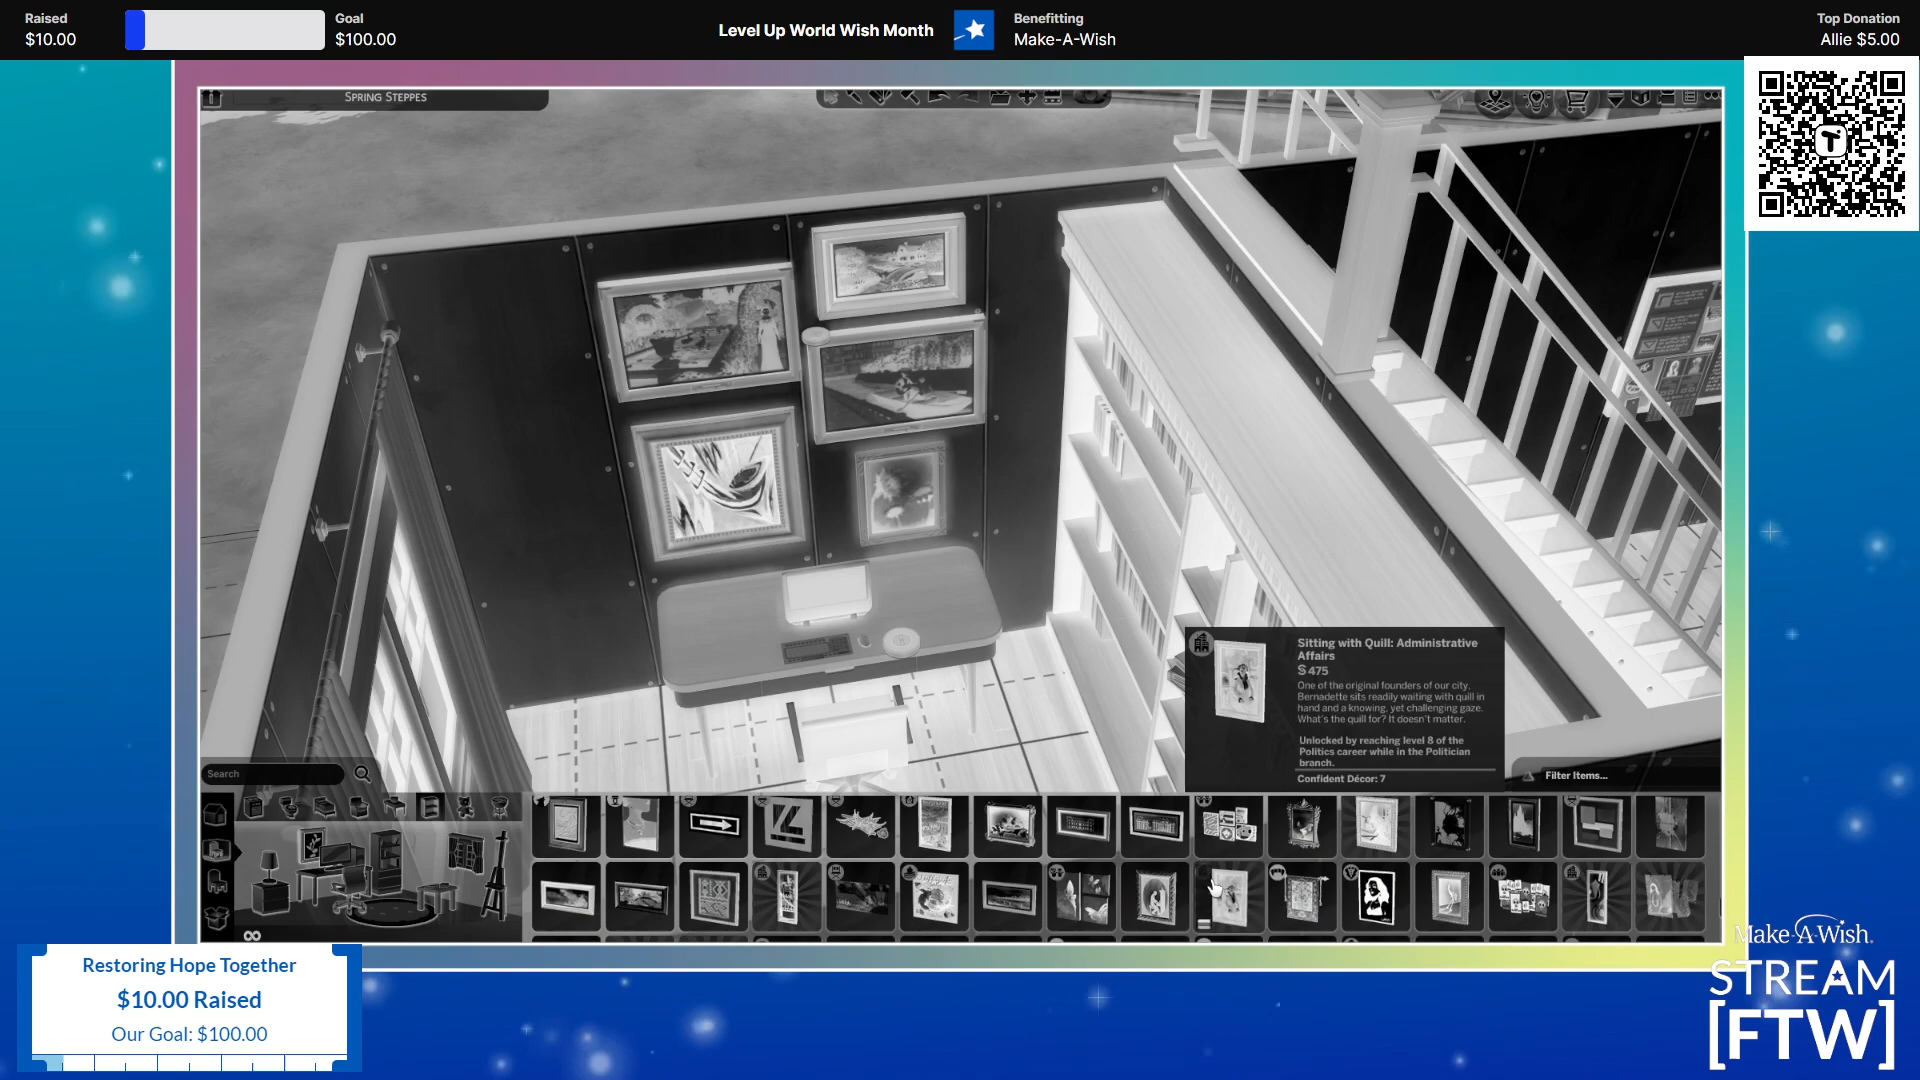 Raised
$10.00
Goal
$100.00
Level Up World Wish Month
Benefitting
Make-A-Wish
Top Donation
Allie $5.00
SPRING STEPPES
Sitting with Quill: Administrative
Affairs
§475
One of the original founders of our city,
Bernadette sits readily waiting with quill in
hand and a knowing, yet challenging gaze.
What's the quill for? It doesn't matter.
Unlocked by reaching level 8 of the
Politics career while in the Politician
branch.
Confident Décor: 7
Search
Filter Items...
Restoring Hope Together
$10.00 Raised
Our Goal: $100.00
Make-A-Wish.
STREAM
[FTW]